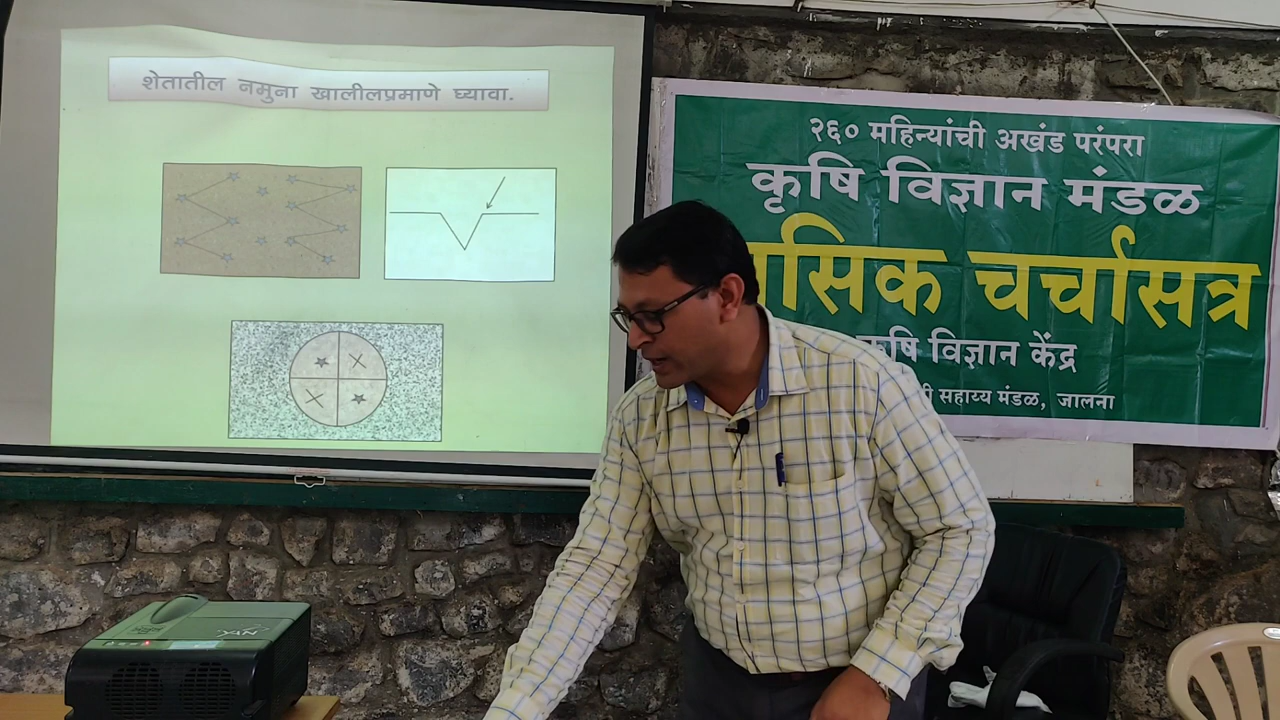 शेतातील नमुना खालीलप्रमाणे घ्यावा.
२६० महिन्यांची अखंड परंपरा
कृषि विज्ञान मंडळ
सिक चर्चासत्र
कृषि विज्ञान केंद्र
सहाय्य मंडळ, जालना